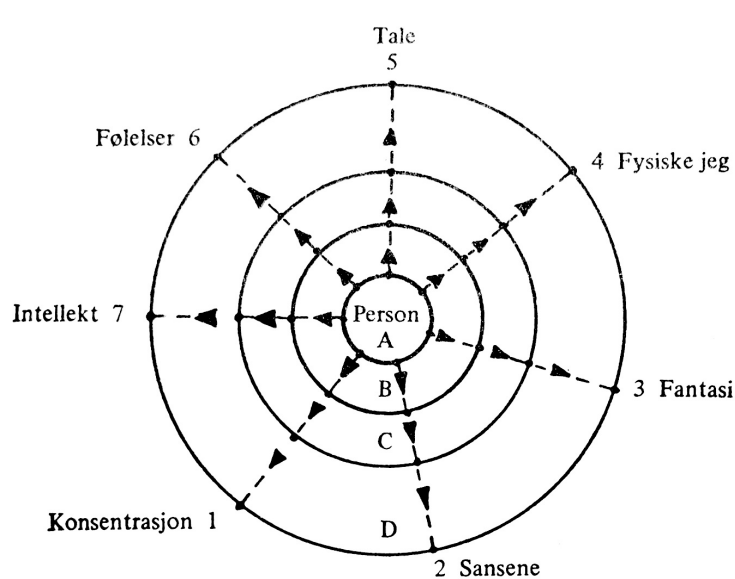 Tale
5
Følelser 6
4 Fysiske jeg
Intellekt 7
Person
A
B
3 Fantasi
C
Konsentrasjon 1
D
2 Sansene